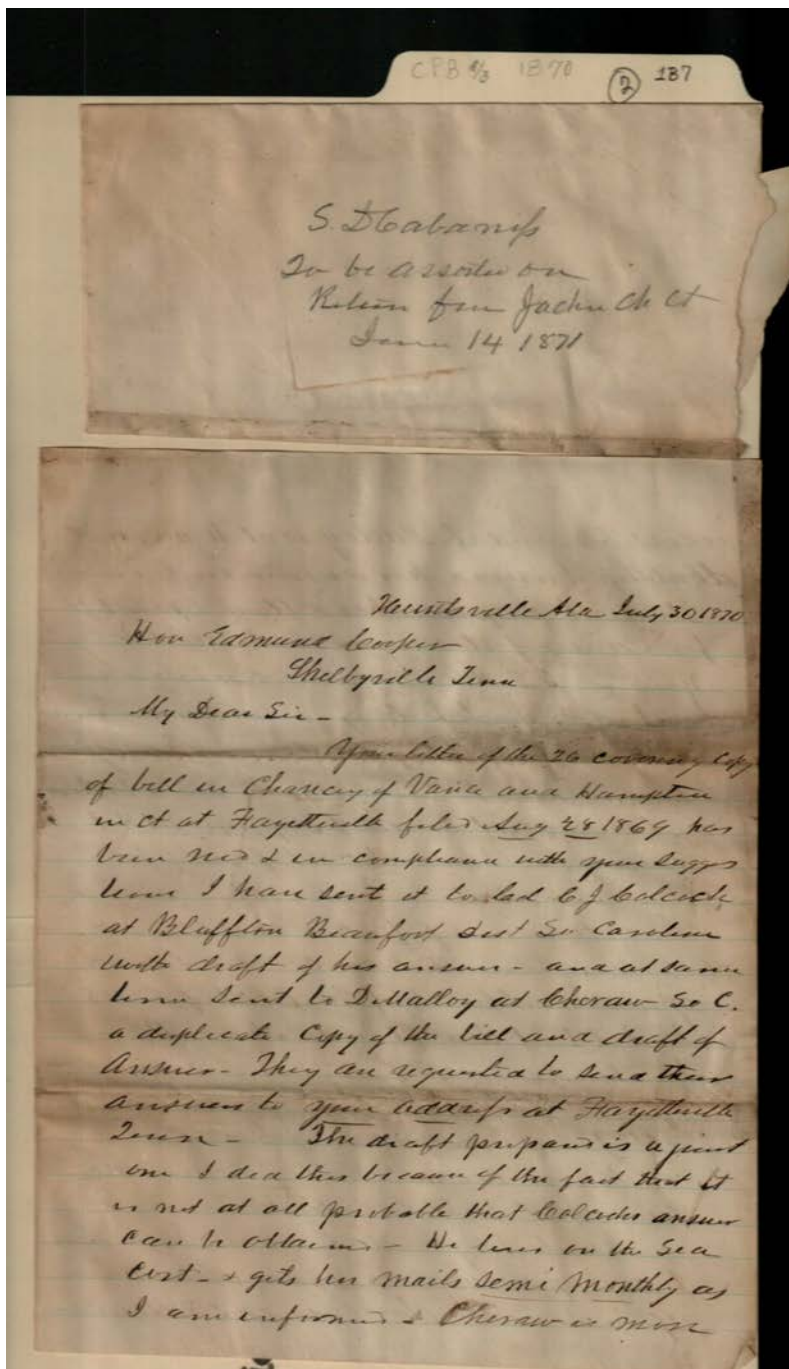 CPB 1870 (2) 187
S. D Cabaniss
To be assorted on
Return from Jackn Ch Ct
14 1871
Huntsville Ala July 30 1870
Hon Edmund Cooper
Shelbyville Tenn
My Dear Sir -
Your letter of the 26 covering Copy
of bill in Chancery of Vance and Hampton
in ct at Fayetteville filed Aug 28 1869 has
been recd & in compliance with your sugges
tions I have sent it to Col C J Colcock
at Bluffton Beaufort Dist So Carolina
with draft of his answer - and at same
time sent to D Malloy at Cheraw So C.
a duplicate Copy of the bill and draft of
Answer - They are requested to send their
answers to your address at Fayetteville
Tenn - The draft prepared is a joint
one I did this because of the fact that it
is not at all probable that Colcocks answer
can be obtained - He lives on the Sea
Cost - & gets his mails semi monthly as
I am informed & Cheraw is more